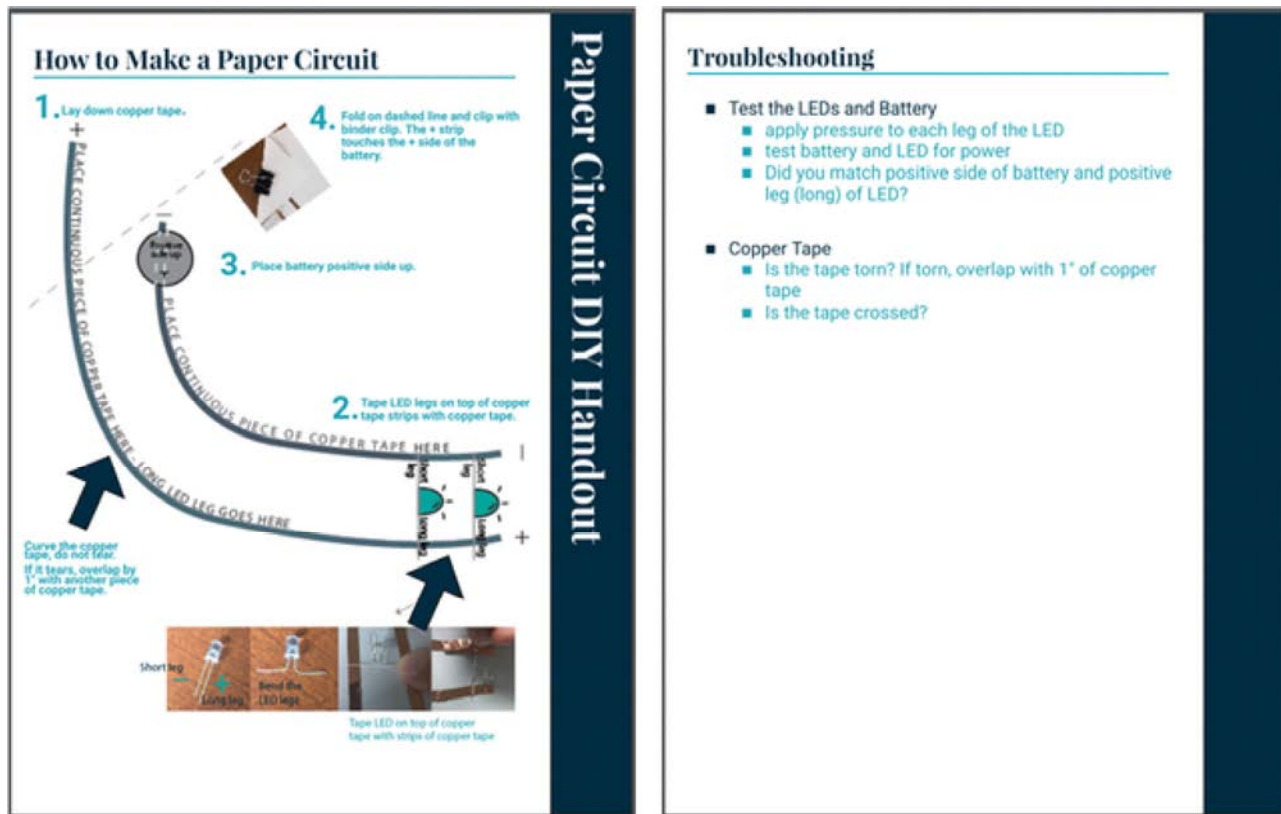 How to Make a Paper Circuit
1. Lay down copper tape.
4. Fold on dashed line and clip with
binder clip. The + strip
touches the + side of the
battery.
+
PLACE CONTINUOUS PIECE OF COPPER TAPE HERE - LONG LED LEG GOES HERE
−
side up
+
3. Place battery positive side up.
PLACE CONTINUOUS PIECE OF COPPER TAPE HERE
2. Tape LED legs on top of copper
tape strips with copper tape.
−
Short
leg
Short
leg
Long leg
Long leg
+
Curve the copper
tape, do not tear.
If it tears, overlap by
1" with another piece
of copper tape.
Short leg
−
+
Long leg
Bend the
LED legs
Tape LED on top of copper
tape with strips of copper tape
Paper Circuit DIY Handout
Troubleshooting
■ Test the LEDs and Battery
■ apply pressure to each leg of the LED
■ test battery and LED for power
■ Did you match positive side of battery and positive
leg (long) of LED?
■ Copper Tape
■ Is the tape torn? If torn, overlap with 1" of copper
tape
■ Is the tape crossed?